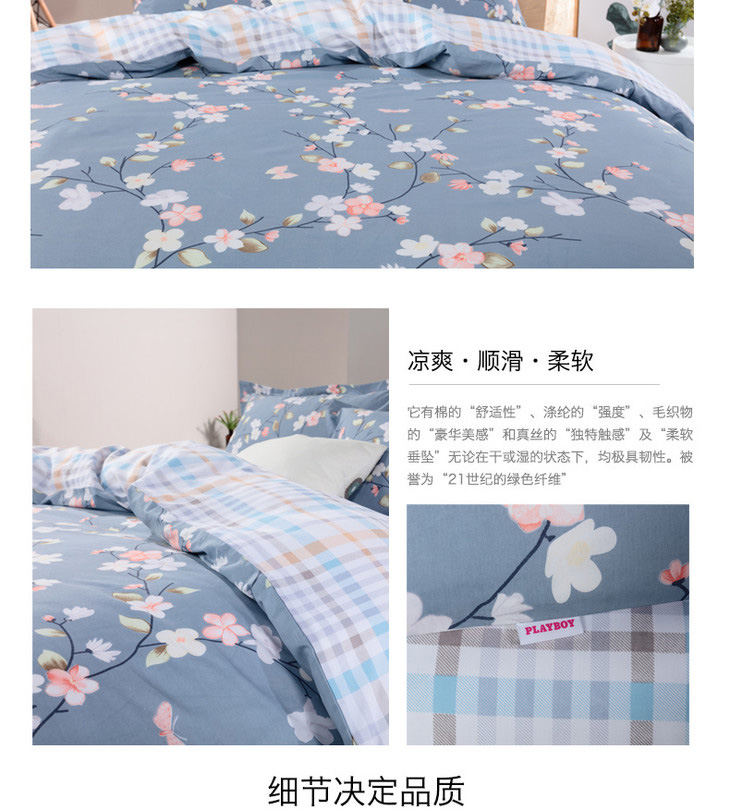 凉爽·顺滑·柔软
它有棉的“舒适性”、涤纶的“强度”、毛织物
的“豪华美感”和真丝的“独特触感”及“柔软
垂坠”无论在干或湿的状态下，均极具韧性。被
誉为“21世纪的绿色纤维”
PLAYBOY
细节决定品质